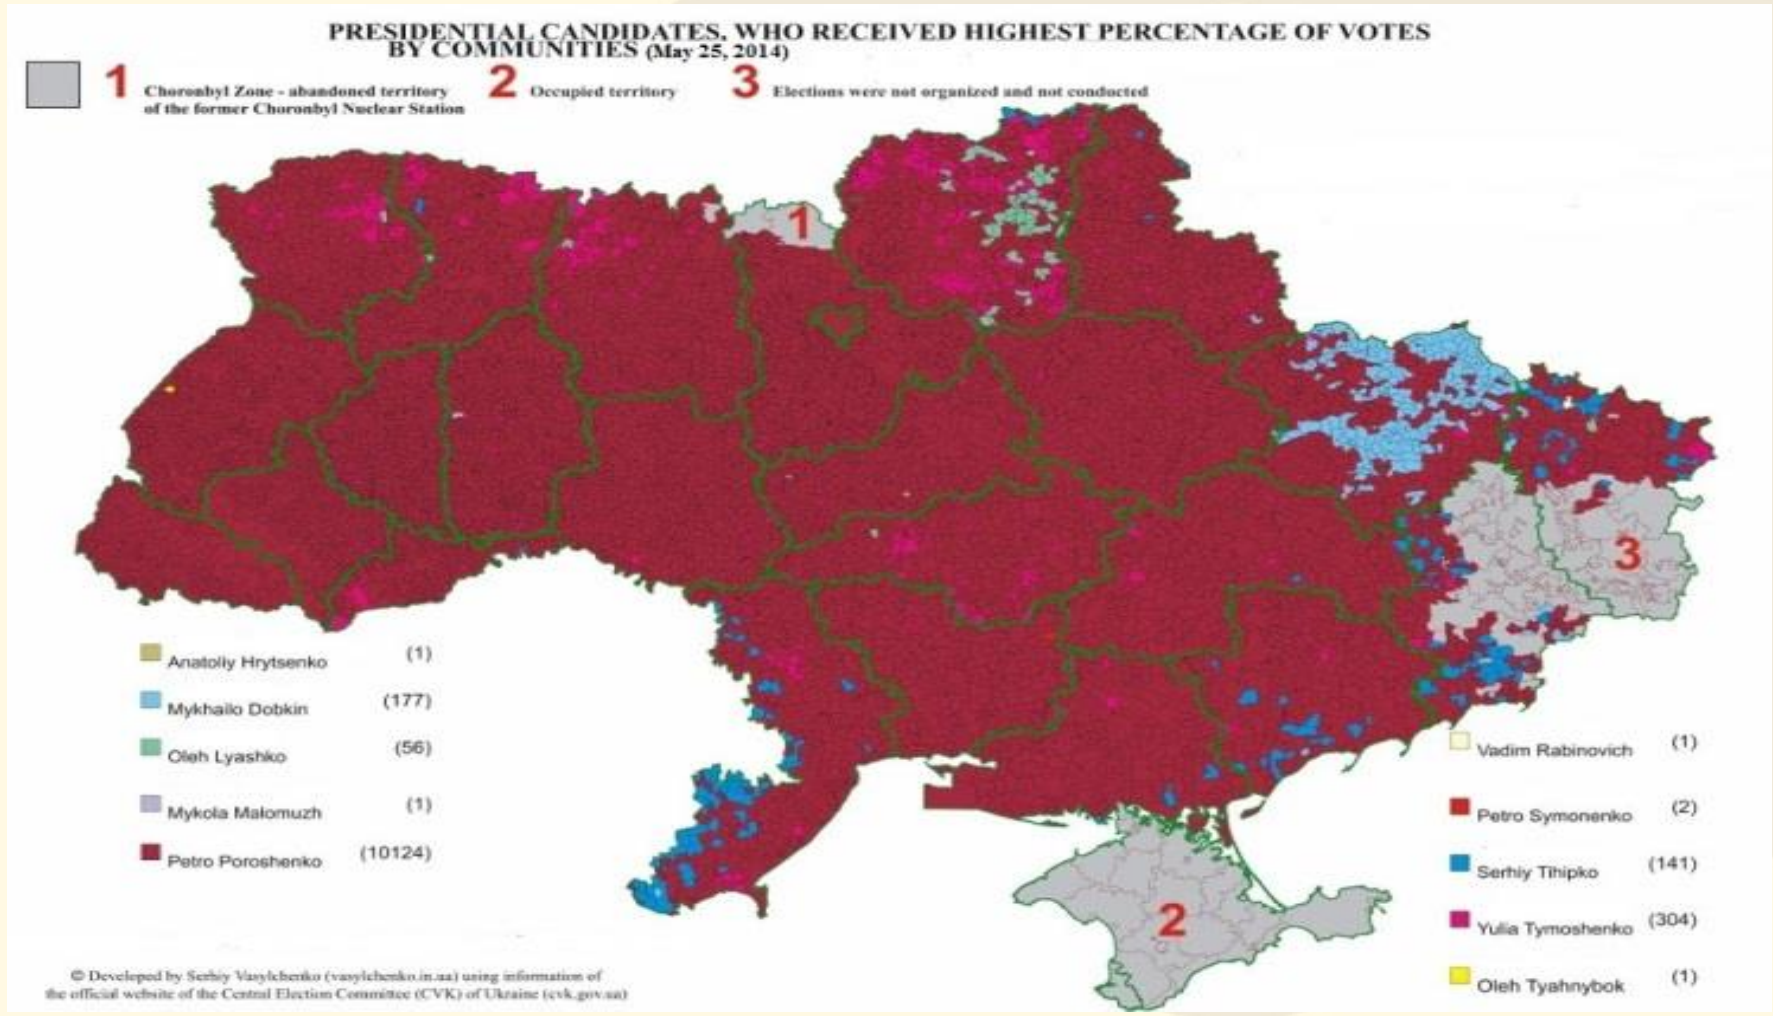 PRESIDENTIAL CANDIDATES, WHO RECEIVED HIGHEST PERCENTAGE OF VOTES
BY COMMUNITIES (May 25, 2014)
1 Choronbyl Zone - abandoned territory
of the former Choronbyl Nuclear Station
2 Occupied territory
3 Elections were not organized and not conducted
1
3
2
Anatoliy Hrytsenko (1)
Mykhailo Dobkin (177)
Oleh Lyashko (56)
Mykola Malomuzh (1)
Petro Poroshenko (10124)
Vadim Rabinovich (1)
Petro Symonenko (2)
Serhiy Tihipko (141)
Yulia Tymoshenko (304)
Oleh Tyahnybok (1)
© Developed by Serhiy Vasylchenko (vasylchenko.in.ua) using information of
the official website of the Central Election Committee (CVK) of Ukraine (cvk.gov.ua)